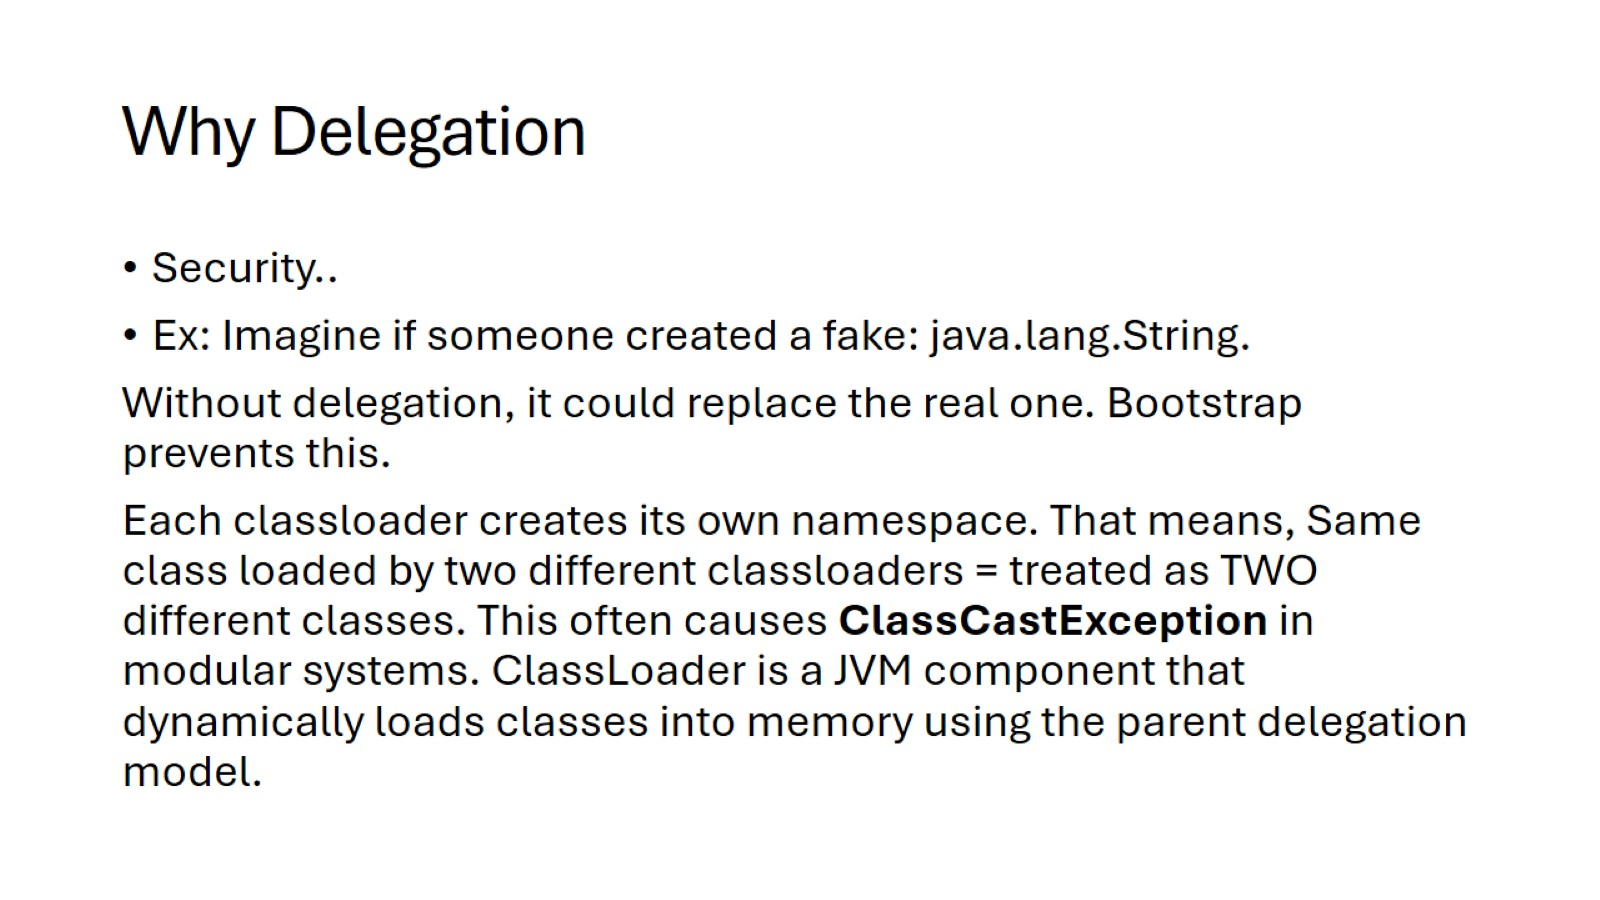 Why Delegation
• Security..
• Ex: Imagine if someone created a fake: java.lang.String.
Without delegation, it could replace the real one. Bootstrap
prevents this.
Each classloader creates its own namespace. That means, Same
class loaded by two different classloaders = treated as TWO
different classes. This often causes ClassCastException in
modular systems. ClassLoader is a JVM component that
dynamically loads classes into memory using the parent delegation
model.